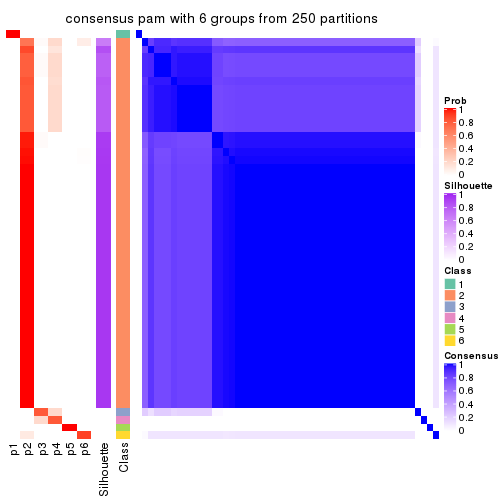 consensus pam with 6 groups from 250 partitions
Prob
1
0.8
0.6
0.4
0.2
0
Silhouette
1
0.8
0.6
0.4
0.2
0
Class
1
2
3
4
5
6
Consensus
1
0.8
0.6
0.4
0.2
0
p1
p2
p3
p4
p5
p6
Silhouette
Class